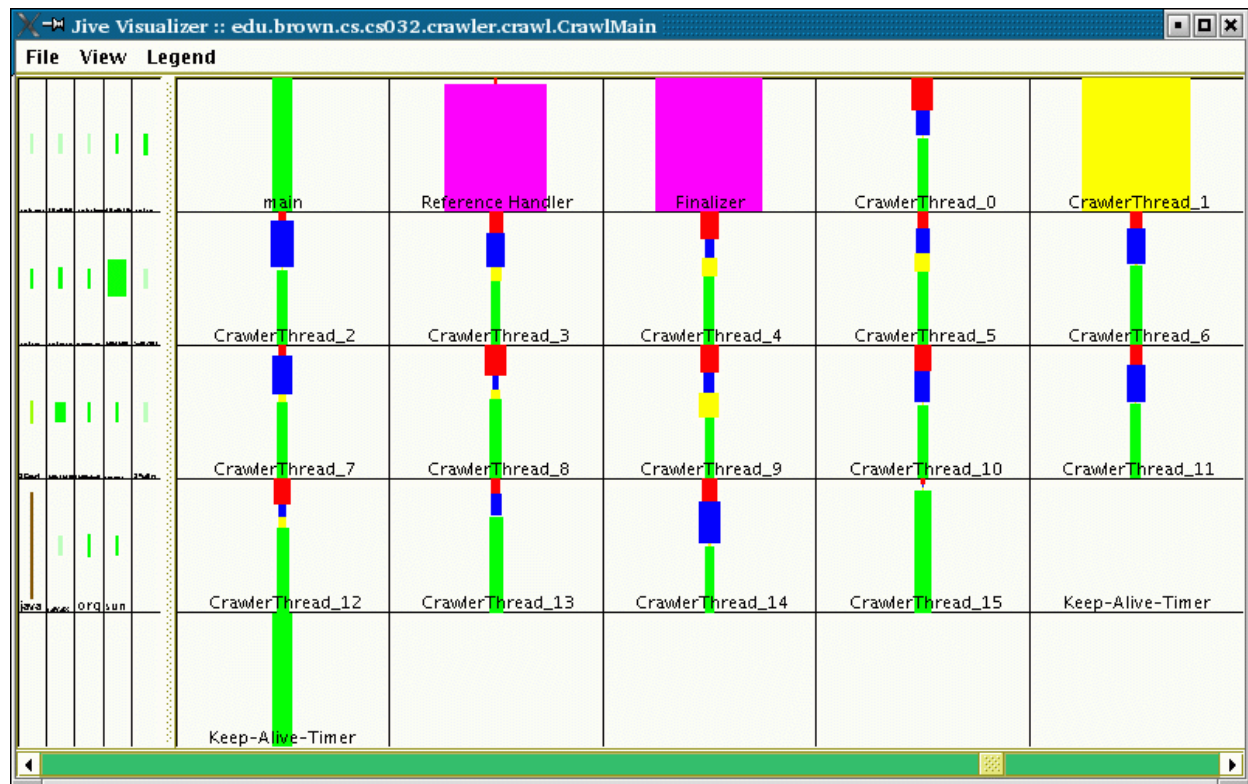 Jive Visualizer :: edu.brown.cs.cs032.crawler.crawl.CrawlMain
File View Legend
main Reference Handler Finalizer CrawlerThread_0 CrawlerThread_1
CrawlerThread_2 CrawlerThread_3 CrawlerThread_4 CrawlerThread_5 CrawlerThread_6
CrawlerThread_7 CrawlerThread_8 CrawlerThread_9 CrawlerThread_10 CrawlerThread_11
java org sun CrawlerThread_12 CrawlerThread_13 CrawlerThread_14 CrawlerThread_15 Keep-Alive-Timer
Keep-Alive-Timer